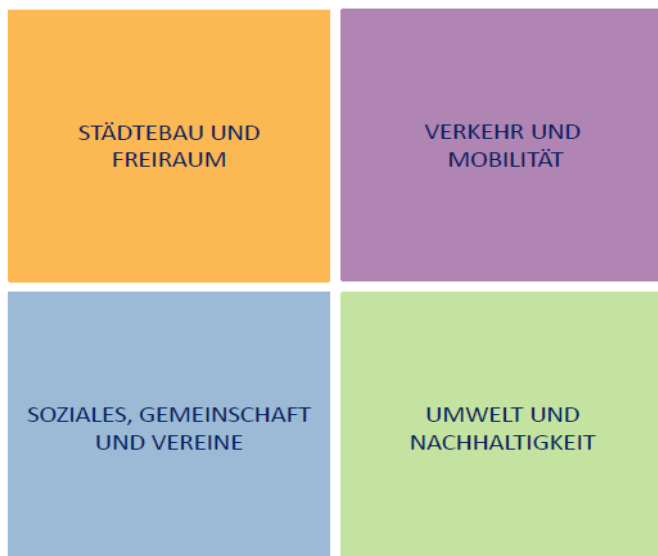 STÄDTEBAU UND
FREIRAUM
VERKEHR UND
MOBILITÄT
SOZIALES, GEMEINSCHAFT
UND VEREINE
UMWELT UND
NACHHALTIGKEIT